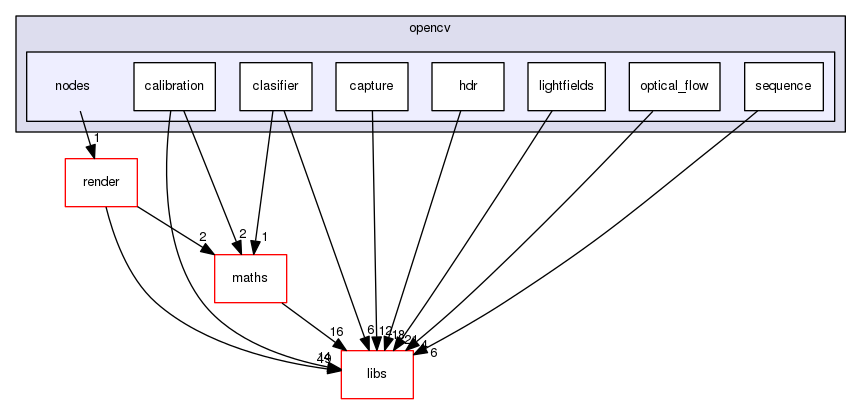 opencv
nodes
calibration
clasifier
capture
hdr
lightfields
optical_flow
sequence
1
render
2
2
1
maths
16
6
12
18
6
libs